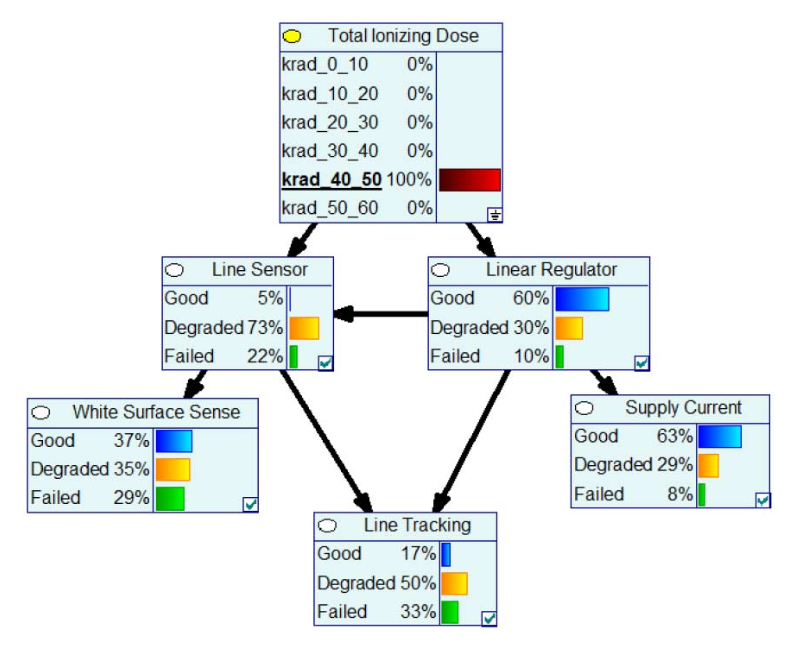 Total Ionizing Dose
krad_0_10 0%
krad_10_20 0%
krad_20_30 0%
krad_30_40 0%
krad_40_50 100%
krad_50_60 0%
Line Sensor
Good 5%
Degraded 73%
Failed 22%
Linear Regulator
Good 60%
Degraded 30%
Failed 10%
White Surface Sense
Good 37%
Degraded 35%
Failed 29%
Supply Current
Good 63%
Degraded 29%
Failed 8%
Line Tracking
Good 17%
Degraded 50%
Failed 33%